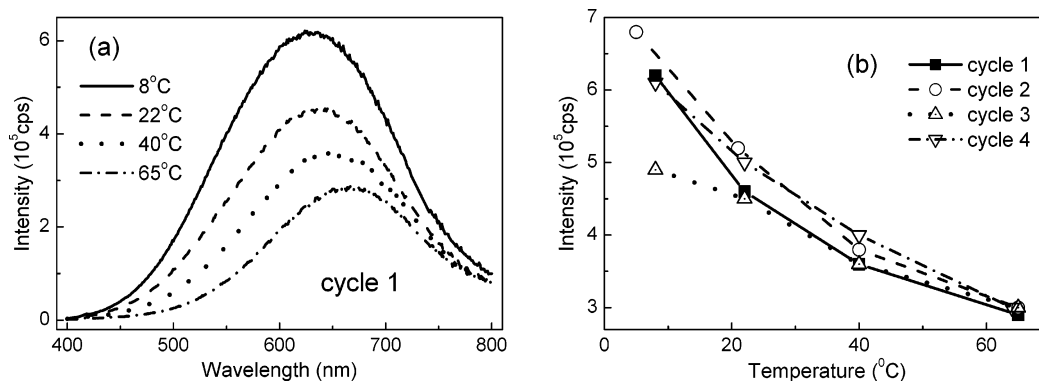 (a)
8°C
22°C
40°C
65°C
cycle 1
Intensity (10⁵cps)
0
2
4
6
400 500 600 700 800
Wavelength (nm)
(b)
cycle 1
cycle 2
cycle 3
cycle 4
Intensity (10⁵cps)
7
6
5
4
3
0 20 40 60
Temperature (⁰C)